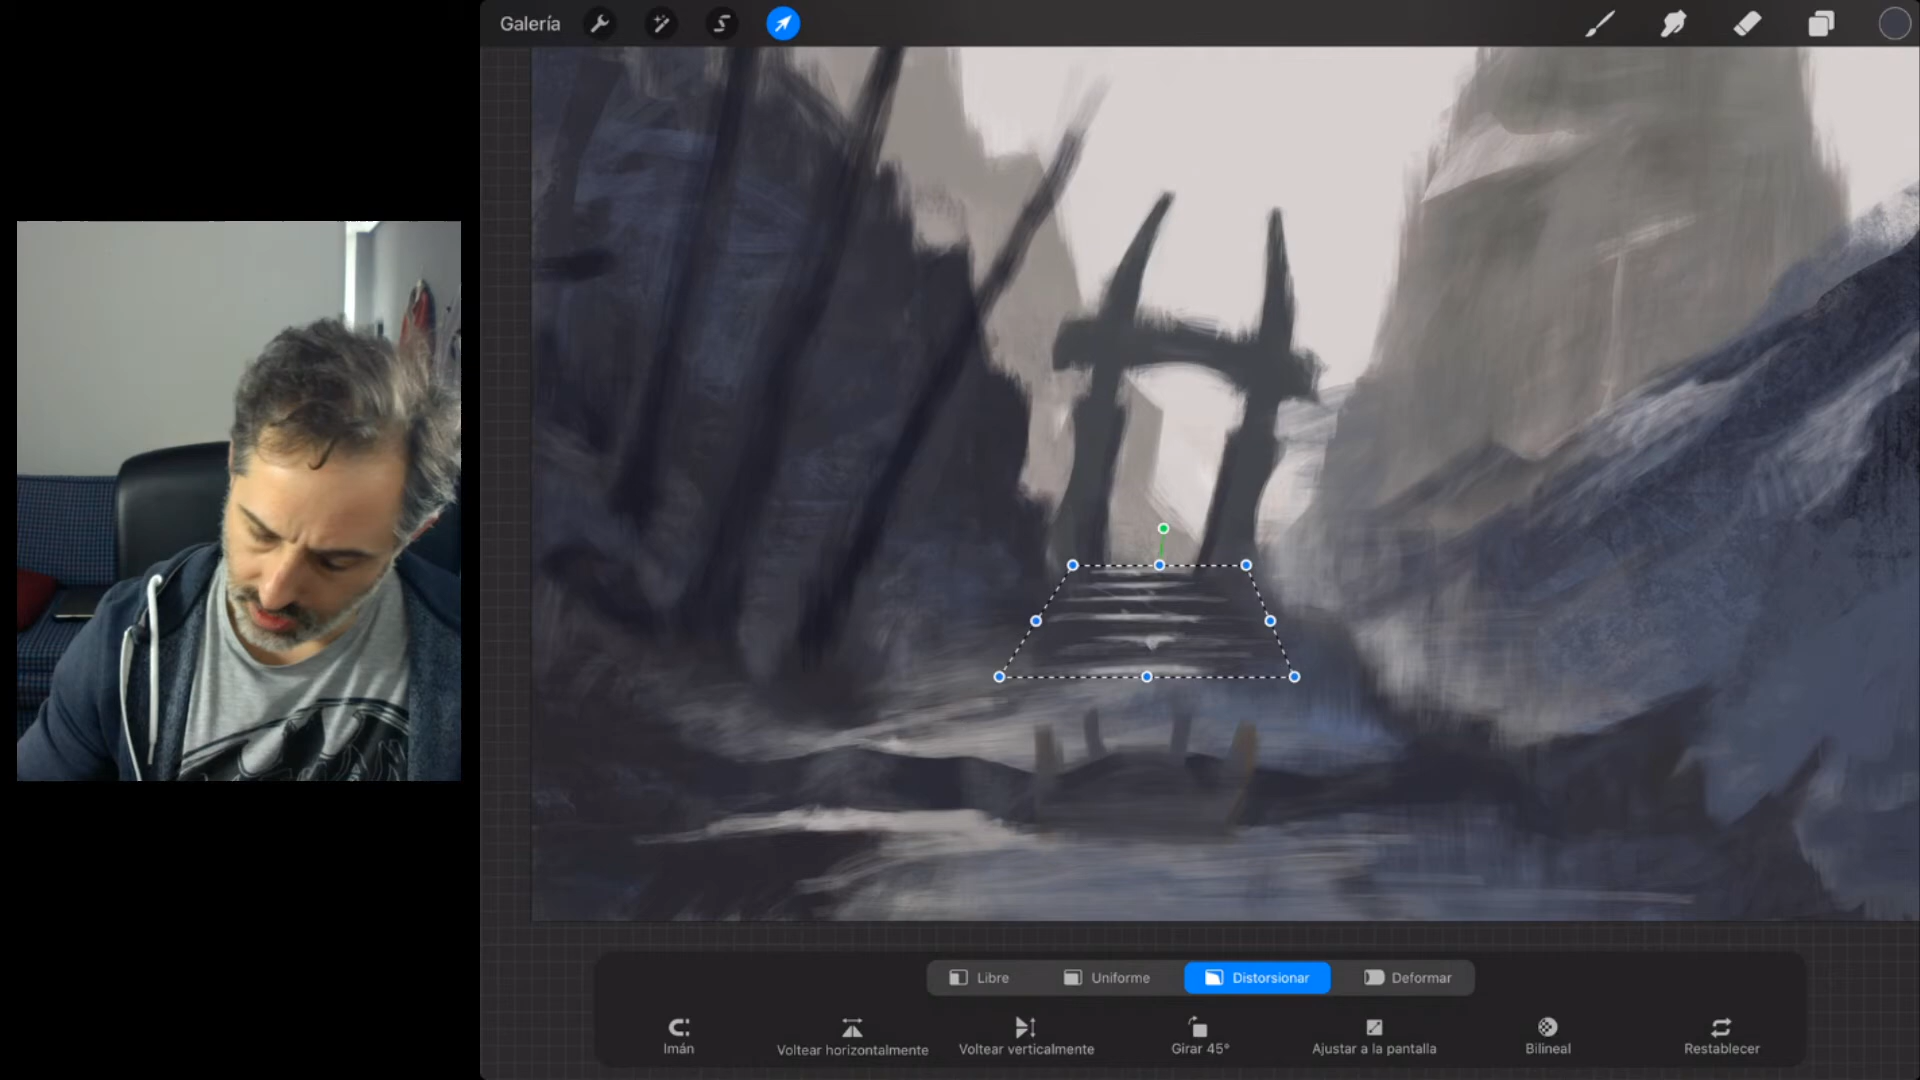 Galería
Libre Uniforme Distorsionar Deformar
Imán Voltear horizontalmente Voltear verticalmente Girar 45° Ajustar a la pantalla Bilineal Restablecer